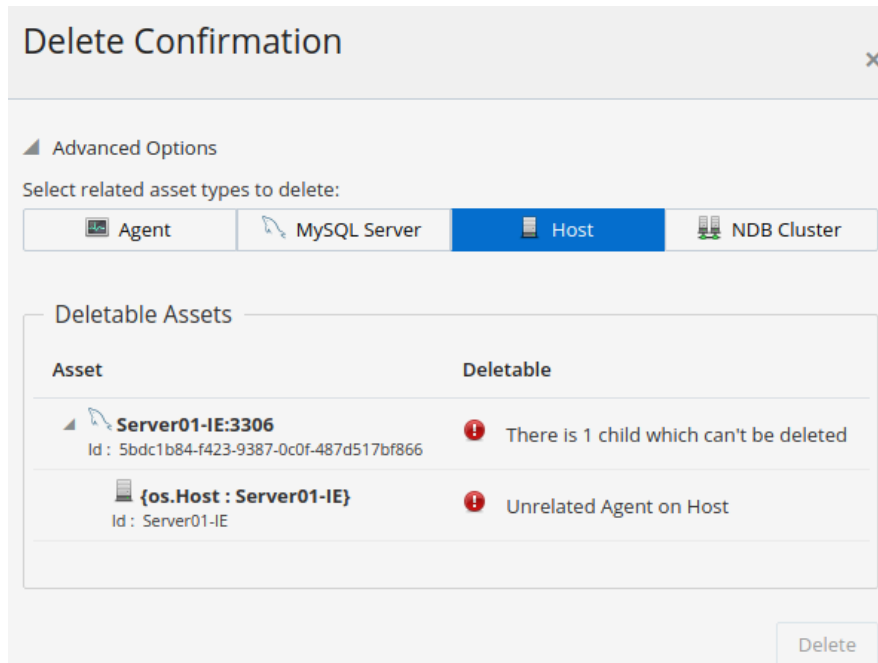 Delete Confirmation
×
Advanced Options
Select related asset types to delete:
Agent MySQL Server Host NDB Cluster
Deletable Assets
Asset Deletable
Server01-IE:3306
Id : 5bdc1b84-f423-9387-0c0f-487d517bf866
There is 1 child which can't be deleted
{os.Host : Server01-IE}
Id : Server01-IE
Unrelated Agent on Host
Delete